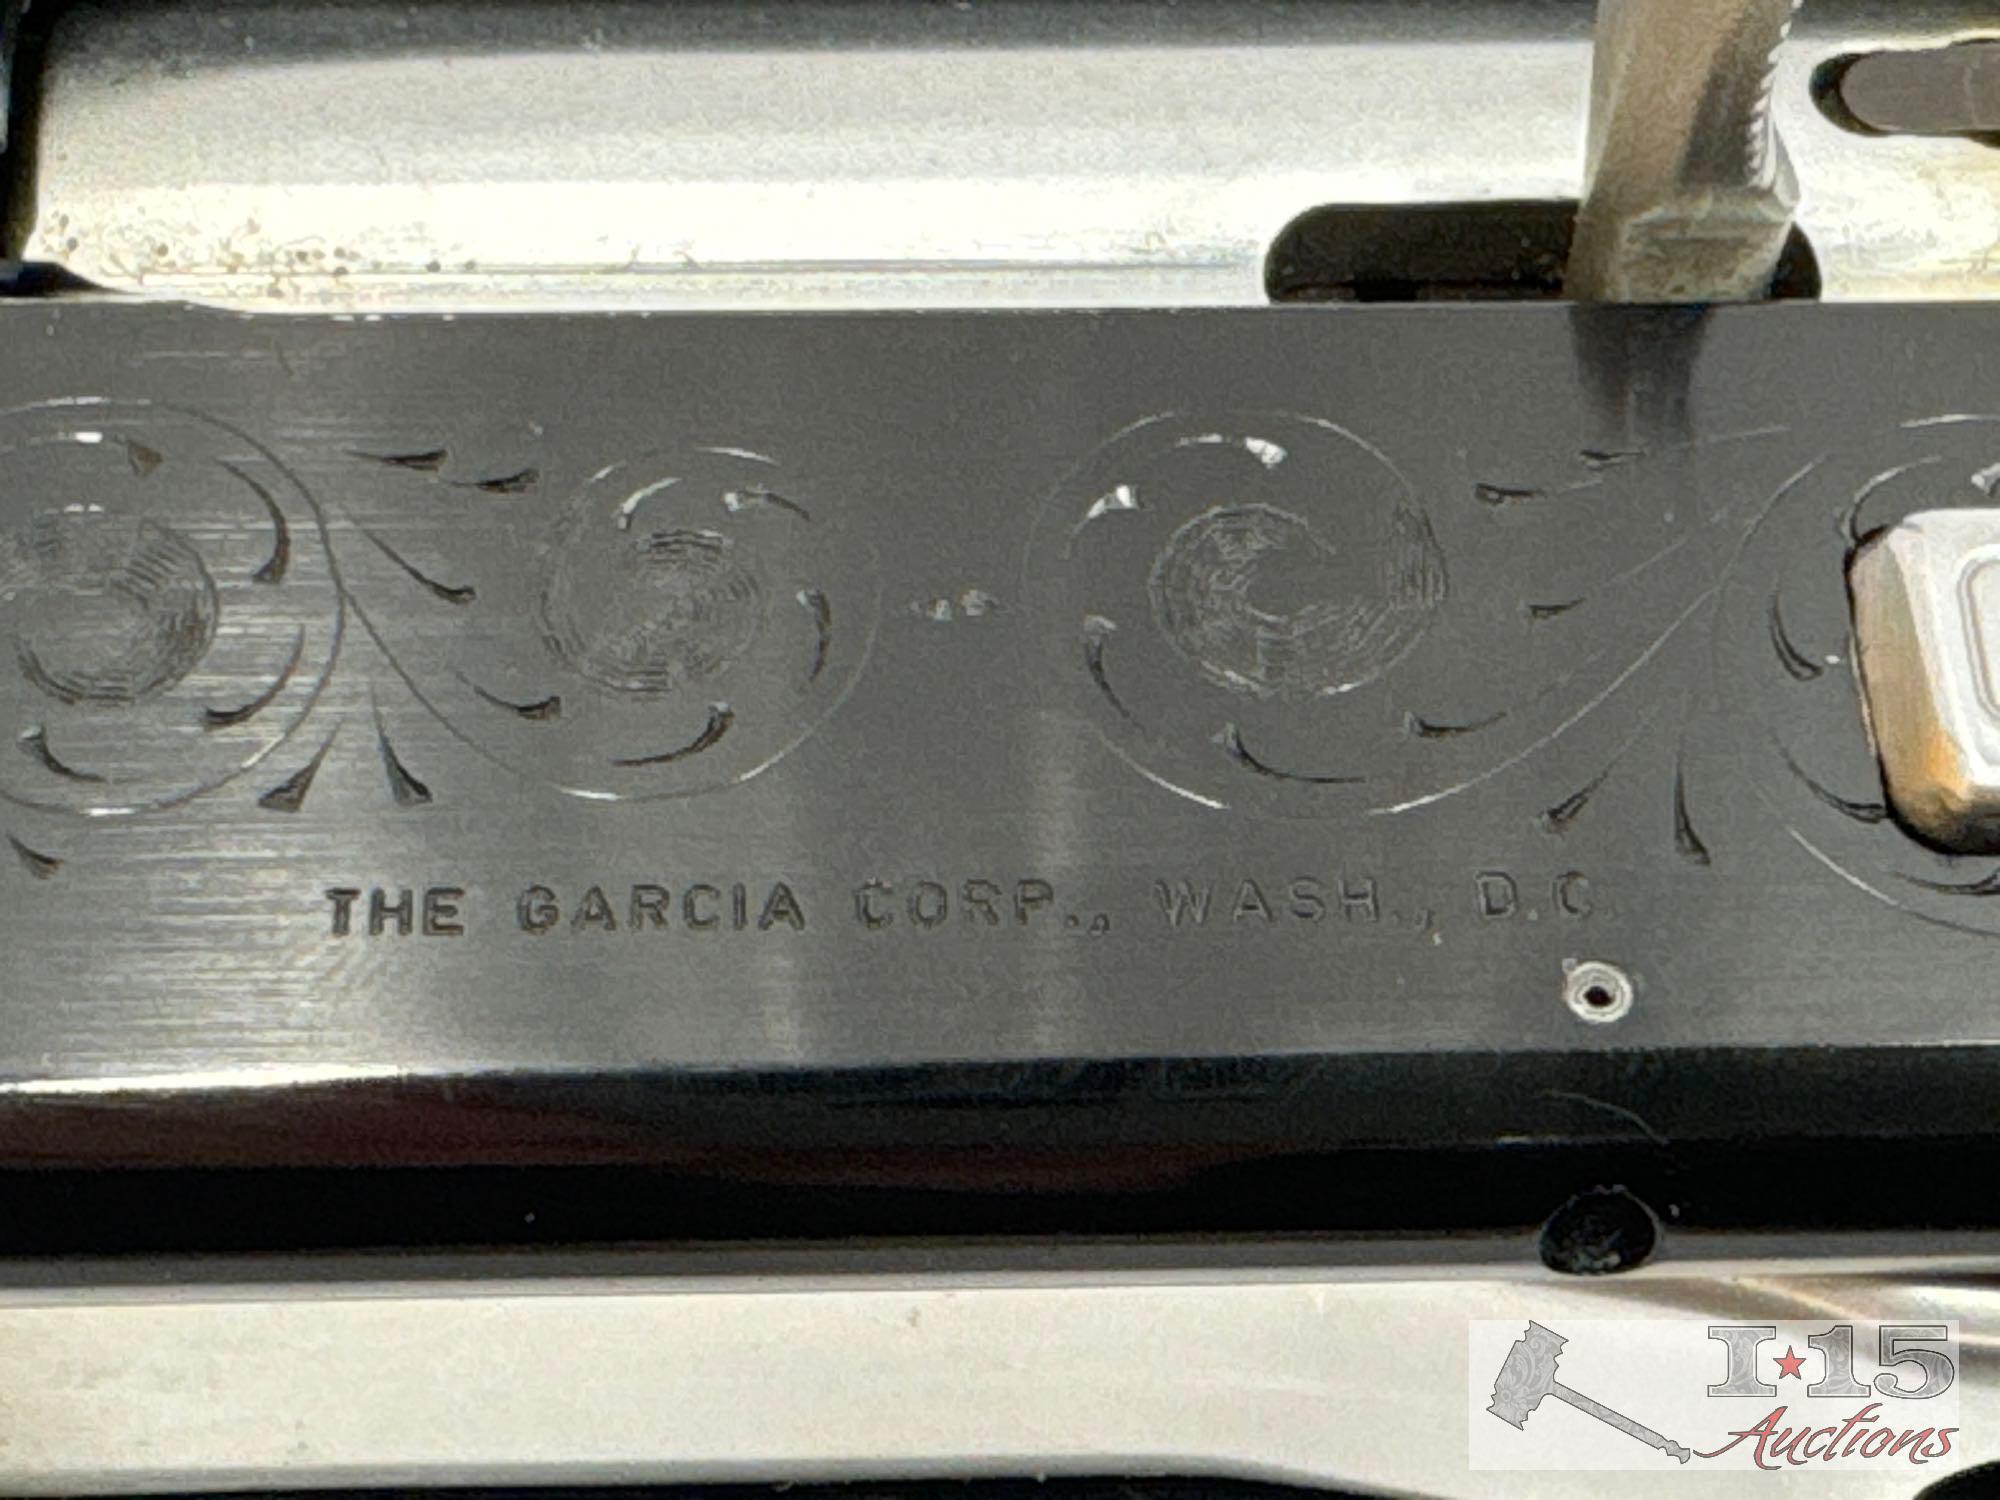 THE GARCIA CORP., WASH., D.C.
I★15
Auctions